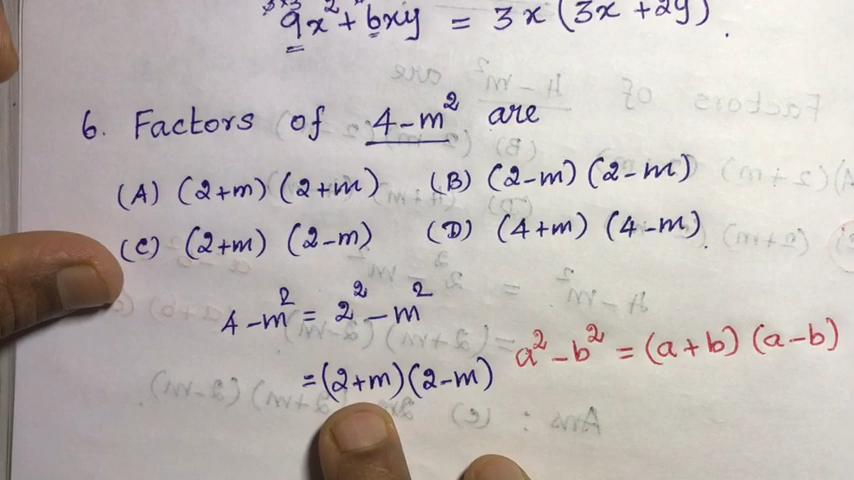 9x² + 6xy = 3x (3x + 2y).
6. Factors of 4-m² are
(A) (2+m) (2+m) (B) (2-m) (2-m)
(C) (2+m) (2-m) (D) (4+m) (4-m).
4-m² = 2² - m²
a² - b² = (a+b) (a-b)
= (2+m) (2-m)